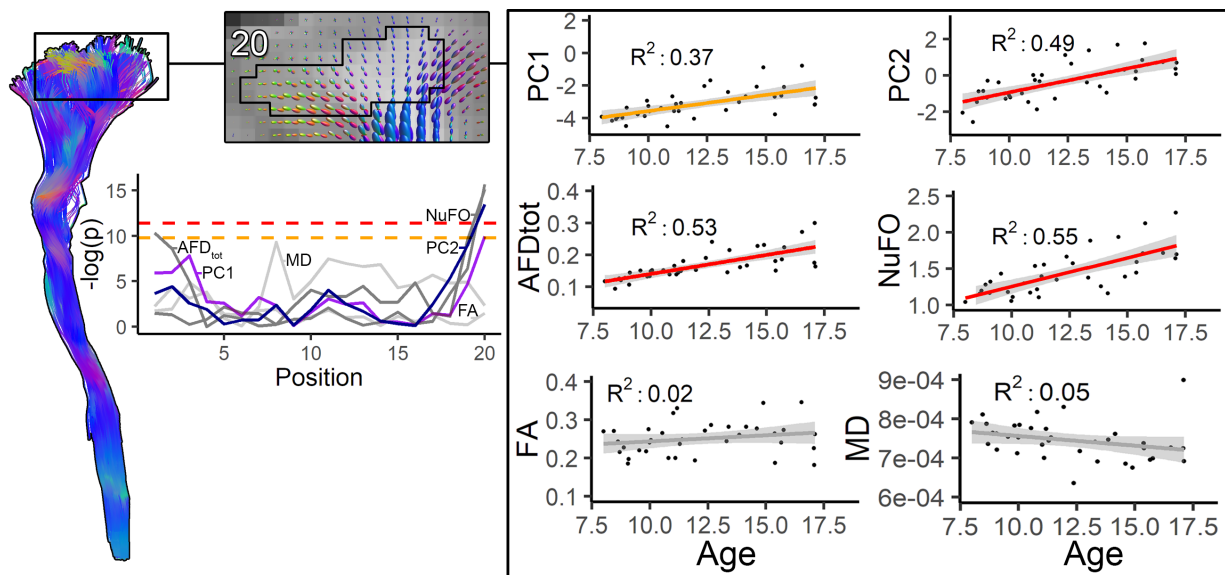 20
15
10
5
0
-log(p)
NuFO
AFDtot
PC2
MD
PC1
FA
5 10 15 20
Position
PC1
2
0
-2
-4
R2 : 0.37
7.5 10.0 12.5 15.0 17.5
PC2
2
0
-2
R2 : 0.49
7.5 10.0 12.5 15.0 17.5
AFDtot
0.4
0.3
0.2
0.1
R2 : 0.53
7.5 10.0 12.5 15.0 17.5
NuFO
2.5
2.0
1.5
1.0
R2 : 0.55
7.5 10.0 12.5 15.0 17.5
FA
0.4
0.3
0.2
0.1
R2 : 0.02
7.5 10.0 12.5 15.0 17.5
Age
MD
9e-04
8e-04
7e-04
6e-04
R2 : 0.05
7.5 10.0 12.5 15.0 17.5
Age